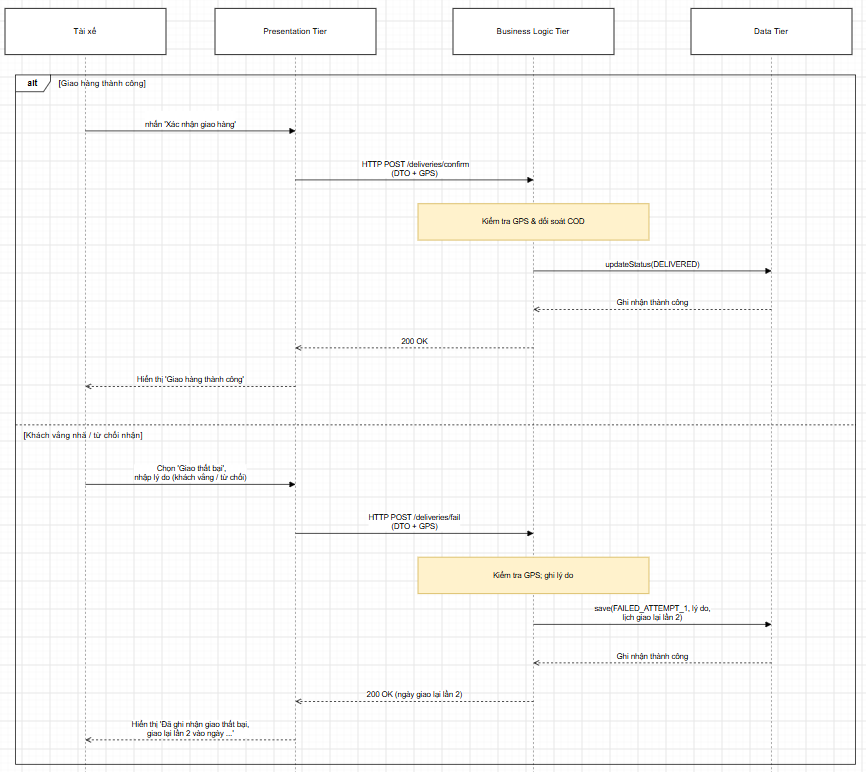 Tài xế
Presentation Tier
Business Logic Tier
Data Tier
alt
[Giao hàng thành công]
nhấn 'Xác nhận giao hàng'
HTTP POST /deliveries/confirm
(DTO + GPS)
Kiểm tra GPS & đối soát COD
updateStatus(DELIVERED)
Ghi nhận thành công
200 OK
Hiển thị 'Giao hàng thành công'
[Khách vắng nhà / từ chối nhận]
Chọn 'Giao thất bại',
nhập lý do (khách vắng / từ chối)
HTTP POST /deliveries/fail
(DTO + GPS)
Kiểm tra GPS; ghi lý do
save(FAILED_ATTEMPT_1, lý do,
lịch giao lại lần 2)
Ghi nhận thành công
200 OK (ngày giao lại lần 2)
Hiển thị 'Đã ghi nhận giao thất bại,
giao lại lần 2 vào ngày ...'